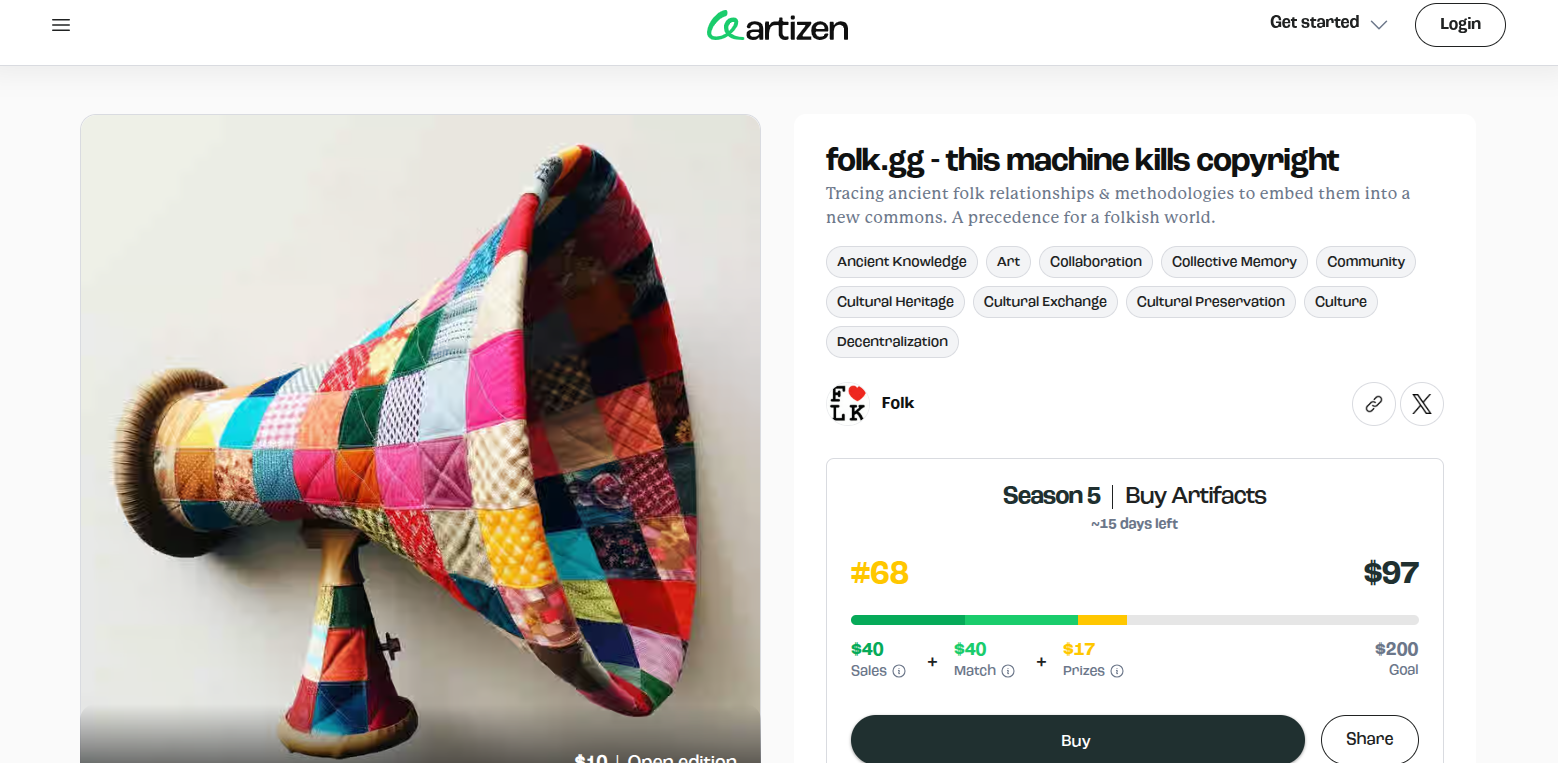 artizen
Get started
Login
folk.gg - this machine kills copyright
Tracing ancient folk relationships & methodologies to embed them into a
new commons. A precedence for a folkish world.
Ancient Knowledge Art Collaboration Collective Memory Community
Cultural Heritage Cultural Exchange Cultural Preservation Culture
Decentralization
F
L K
Folk
Season 5 | Buy Artifacts
~15 days left
#68 $97
$40 + $40 + $17 $200
Sales Match Prizes Goal
Buy Share
$10 | Open edition